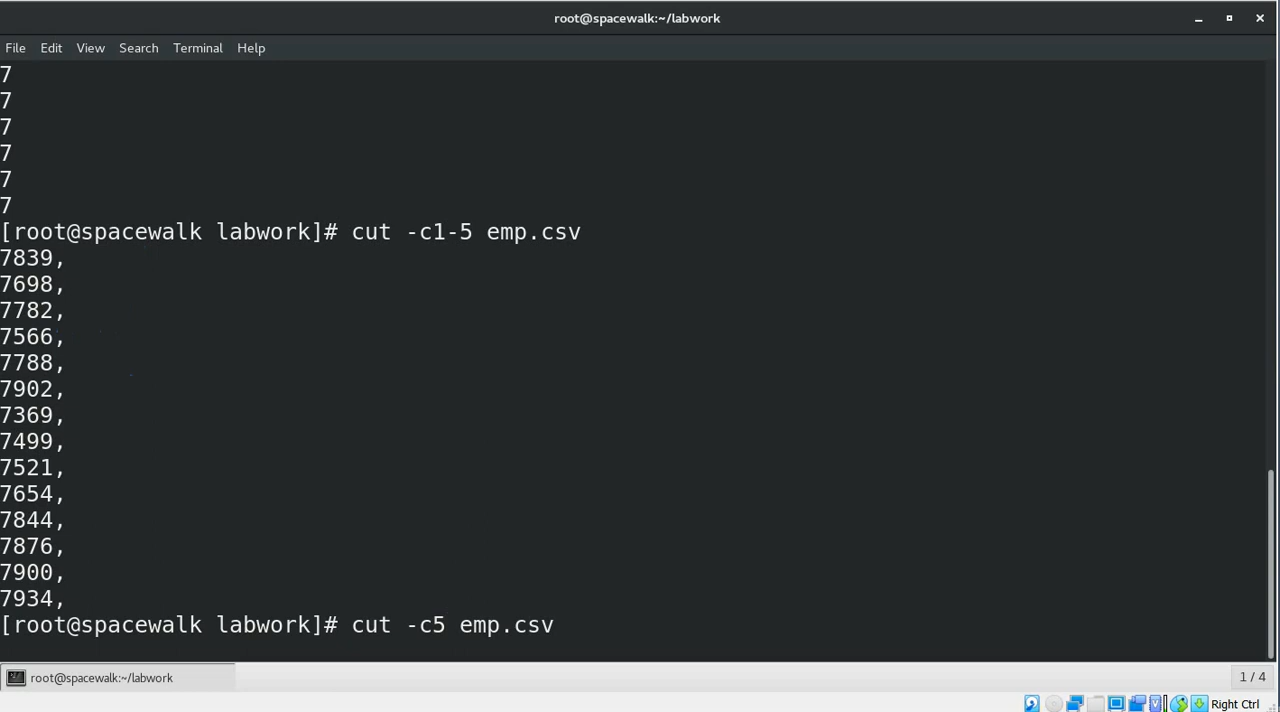 root@spacewalk:~/labwork
File Edit View Search Terminal Help
7
7
7
7
7
7
[root@spacewalk labwork]# cut -c1-5 emp.csv
7839,
7698,
7782,
7566,
7788,
7902,
7369,
7499,
7521,
7654,
7844,
7876,
7900,
7934,
[root@spacewalk labwork]# cut -c5 emp.csv
root@spacewalk:~/labwork
1 / 4
Right Ctrl